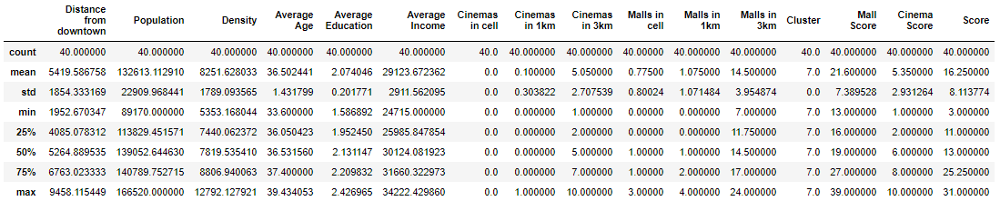 Distance from downtown Population Density Average Age Average Education Average Income Cinemas in cell Cinemas in 1km Cinemas in 3km Malls in cell Malls in 1km Malls in 3km Cluster Mall Score Cinema Score Score
count 40.000000 40.000000 40.000000 40.000000 40.000000 40.000000 40.0 40.000000 40.000000 40.00000 40.000000 40.000000 40.0 40.000000 40.000000 40.000000
mean 5419.586758 132613.112910 8251.628033 36.502441 2.074046 29123.672362 0.0 0.100000 5.050000 0.77500 1.075000 14.500000 7.0 21.600000 5.350000 16.250000
std 1854.333169 22909.968441 1789.093565 1.431799 0.201771 2911.562095 0.0 0.303822 2.707539 0.80024 1.071484 3.954874 0.0 7.389528 2.931264 8.113774
min 1952.670347 89170.000000 5353.168044 33.600000 1.586892 24715.000000 0.0 0.000000 1.000000 0.00000 0.000000 7.000000 7.0 13.000000 1.000000 3.000000
25% 4085.078312 113829.451571 7440.062372 36.050423 1.952450 25985.847854 0.0 0.000000 2.000000 0.00000 0.000000 11.750000 7.0 16.000000 2.000000 11.000000
50% 5264.889535 139052.644630 7819.535410 36.531560 2.131147 30124.081923 0.0 0.000000 5.000000 1.00000 1.000000 14.500000 7.0 19.000000 6.000000 13.000000
75% 6763.023333 140789.752715 8806.940063 37.400000 2.209832 31660.322973 0.0 0.000000 7.000000 1.00000 2.000000 17.000000 7.0 27.000000 8.000000 25.250000
max 9458.115449 166520.000000 12792.127921 39.434053 2.426965 34222.429860 0.0 1.000000 10.000000 3.00000 4.000000 24.000000 7.0 39.000000 10.000000 31.000000